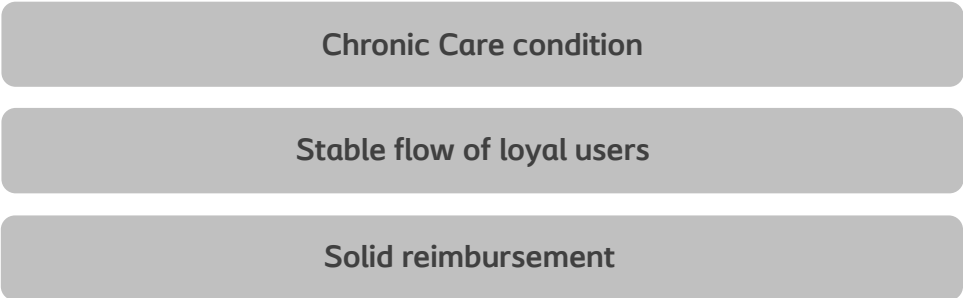 Chronic Care condition
Stable flow of loyal users
Solid reimbursement